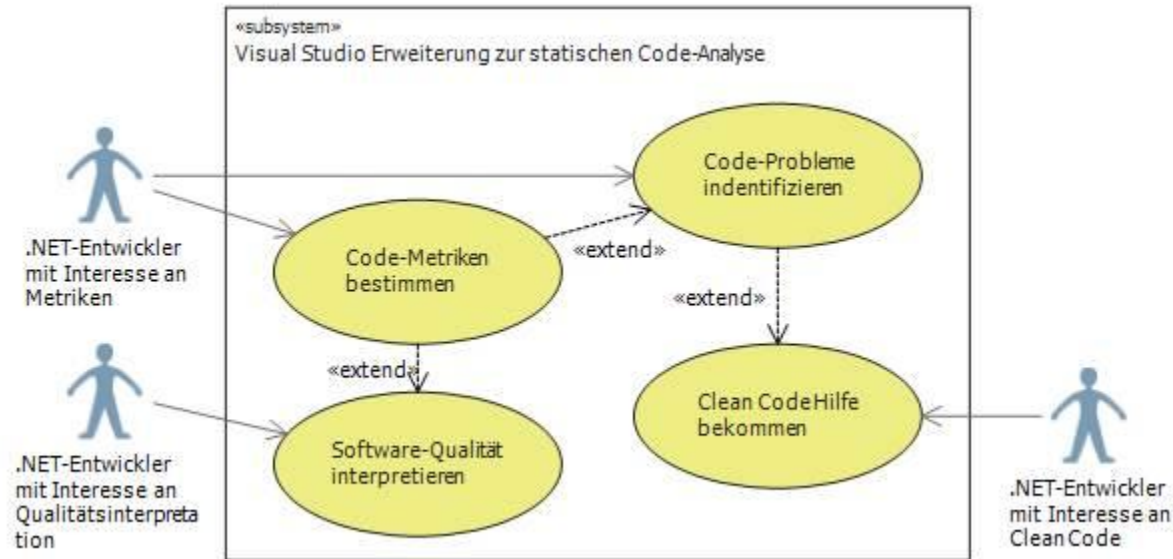 «subsystem»
Visual Studio Erweiterung zur statischen Code-Analyse
Code-Probleme
indentifizieren
.NET-Entwickler
mit Interesse an
Metriken
Code-Metriken
bestimmen
«extend»
«extend»
«extend»
Software-Qualität
interpretieren
Clean Code Hilfe
bekommen
.NET-Entwickler
mit Interesse an
Qualitätsinterpreta
tion
.NET-Entwickler
mit Interesse an
Clean Code